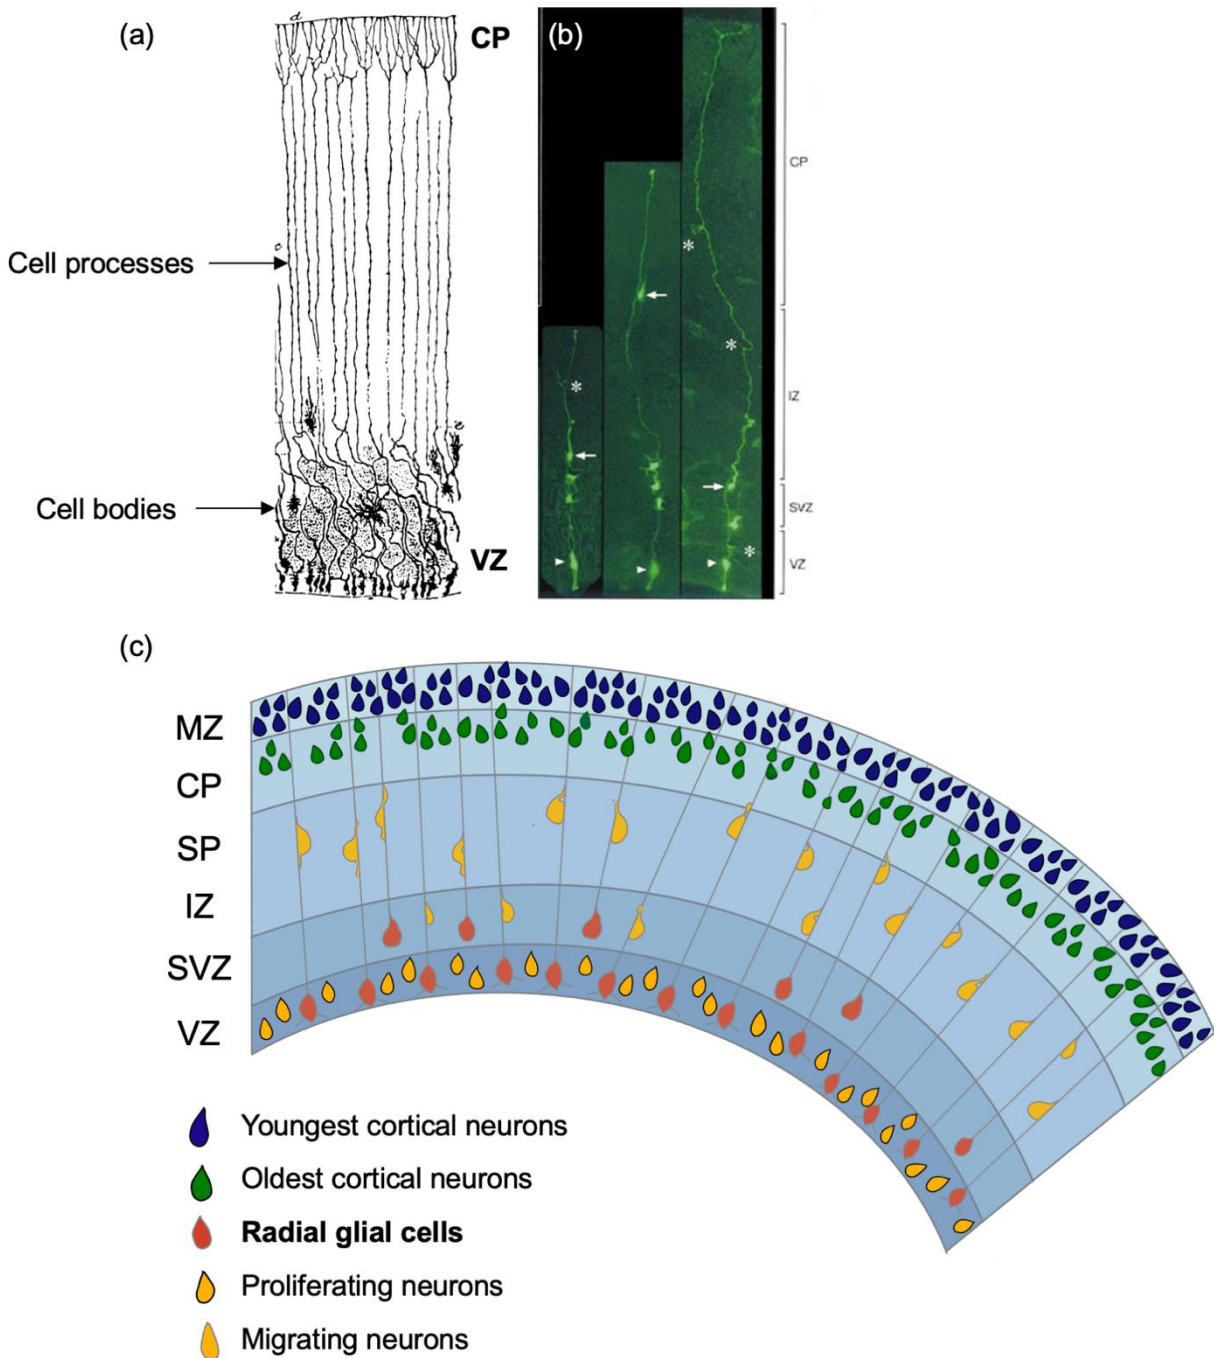 (a)
d
CP
c
Cell processes
e
Cell bodies
VZ
(b)
*
*
*
*
CP
IZ
SVZ
VZ
(c)
MZ
CP
SP
IZ
SVZ
VZ
Youngest cortical neurons
Oldest cortical neurons
Radial glial cells
Proliferating neurons
Migrating neurons